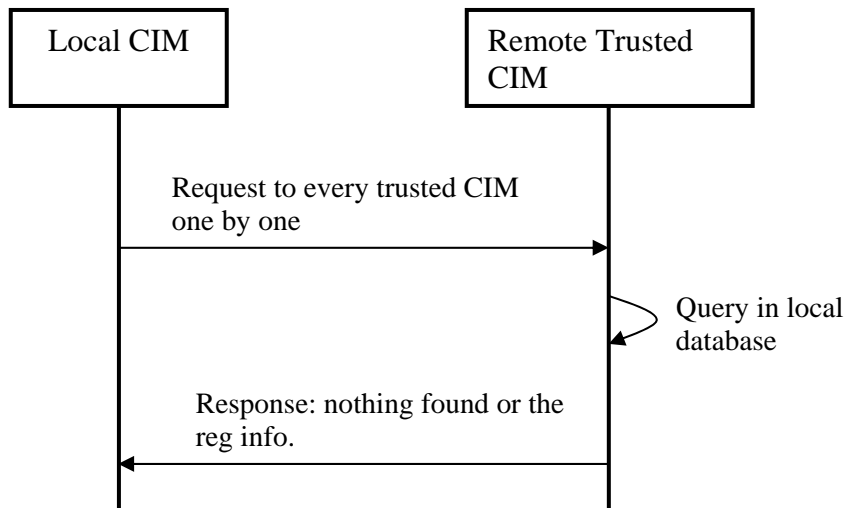 Local CIM
Remote Trusted
CIM
Request to every trusted CIM
one by one
Query in local
database
Response: nothing found or the
reg info.